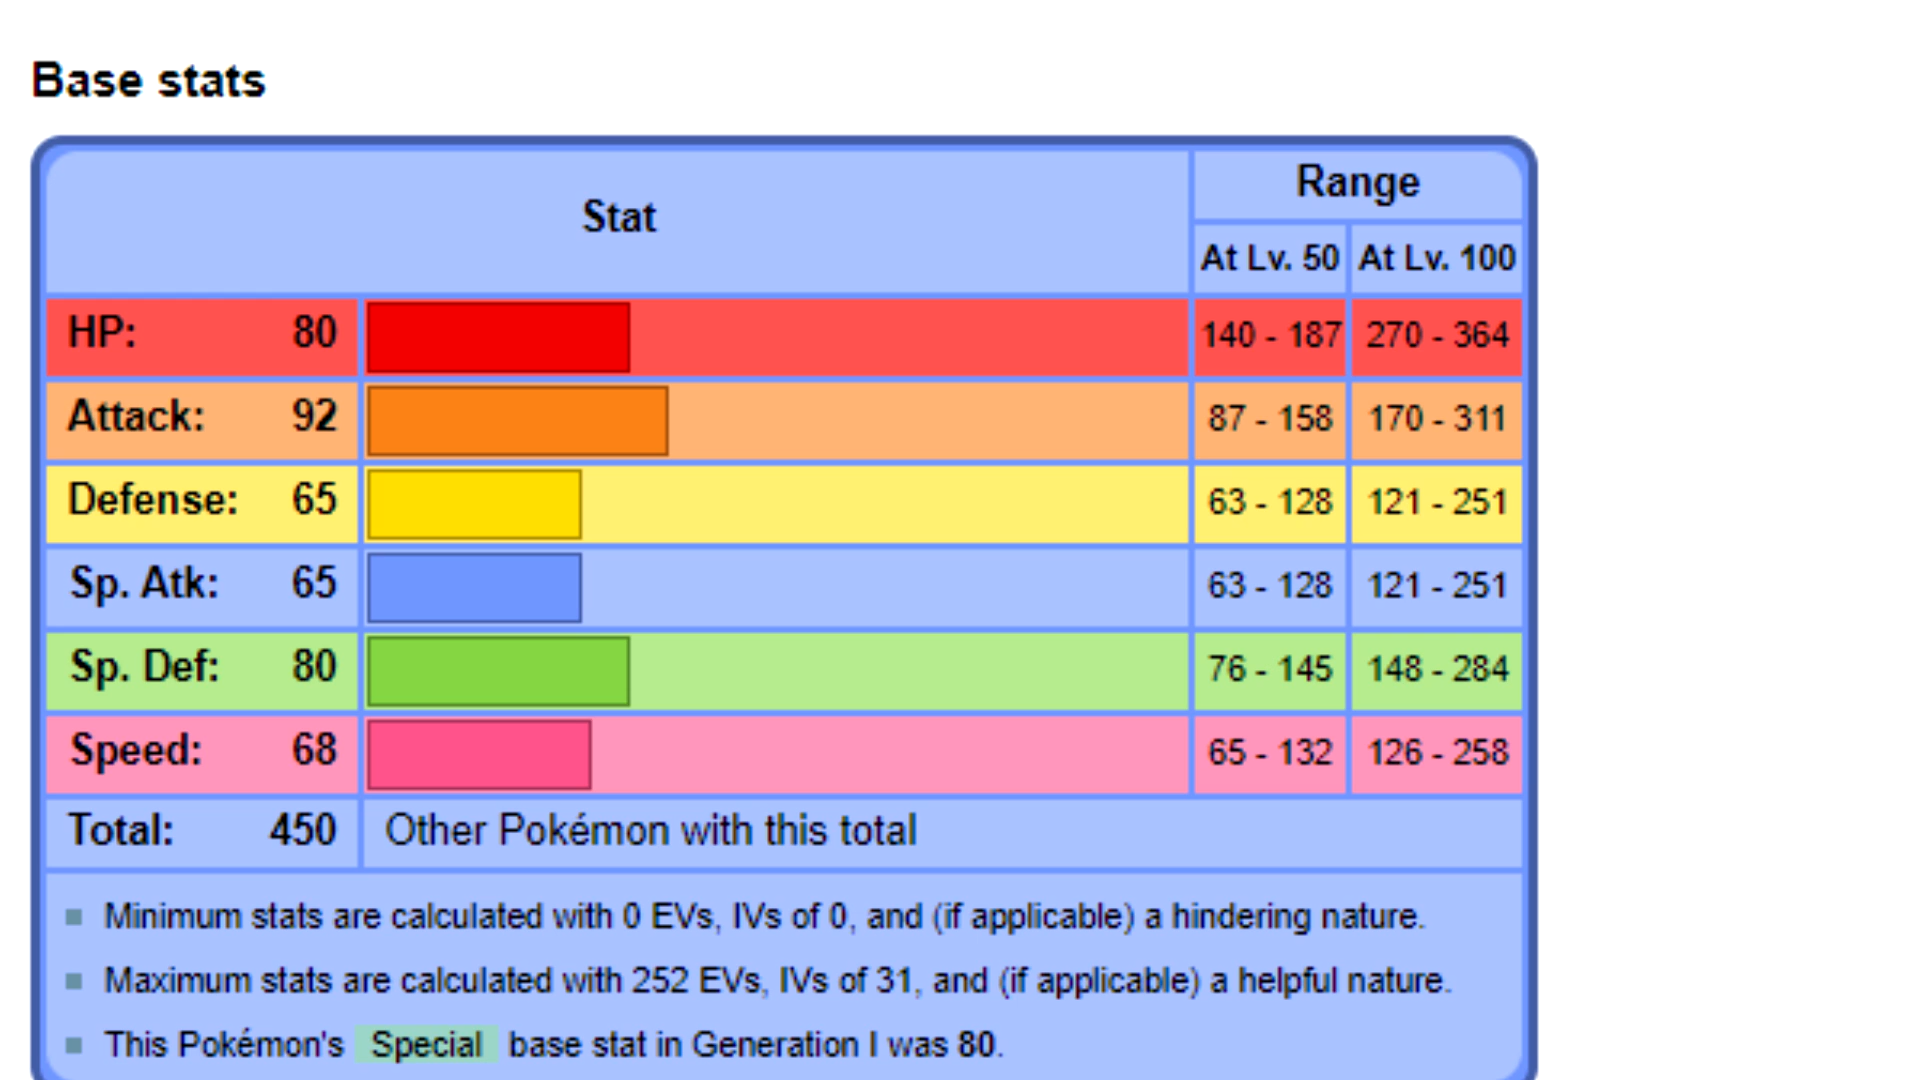 Base stats
Stat
Range
At Lv. 50 At Lv. 100
HP: 80 140 - 187 270 - 364
Attack: 92 87 - 158 170 - 311
Defense: 65 63 - 128 121 - 251
Sp. Atk: 65 63 - 128 121 - 251
Sp. Def: 80 76 - 145 148 - 284
Speed: 68 65 - 132 126 - 258
Total: 450 Other Pokémon with this total
Minimum stats are calculated with 0 EVs, IVs of 0, and (if applicable) a hindering nature.
Maximum stats are calculated with 252 EVs, IVs of 31, and (if applicable) a helpful nature.
This Pokémon's Special base stat in Generation I was 80.